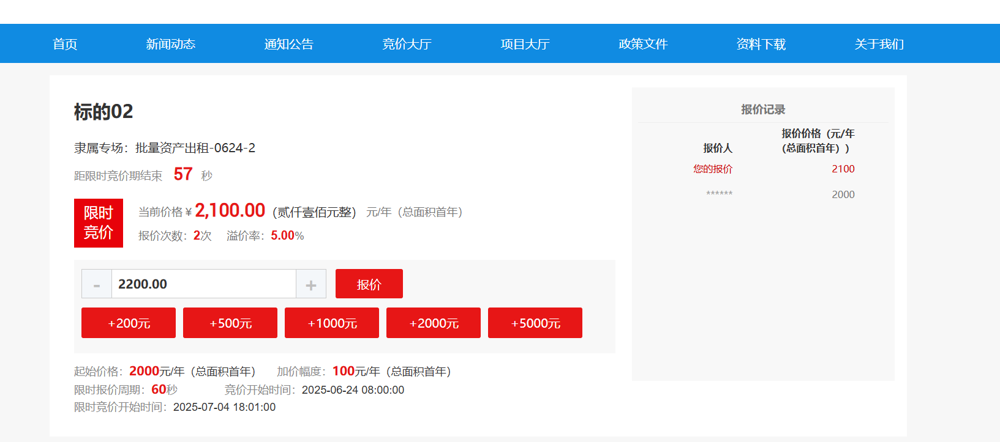 首页 新闻动态 通知公告 竞价大厅 项目大厅 政策文件 资料下载 关于我们
标的02
隶属专场：批量资产出租-0624-2
距限时竞价期结束 57 秒
限时
竞价
当前价格 ¥ 2,100.00（贰仟壹佰元整） 元/年（总面积首年）
报价次数：2次 溢价率：5.00%
- 2200.00 + 报价
+200元 +500元 +1000元 +2000元 +5000元
起始价格：2000元/年（总面积首年） 加价幅度：100元/年（总面积首年）
限时报价周期：60秒 竞价开始时间：2025-06-24 08:00:00
限时竞价开始时间：2025-07-04 18:01:00
报价记录
报价人 报价价格（元/年
(总面积首年））
您的报价 2100
****** 2000